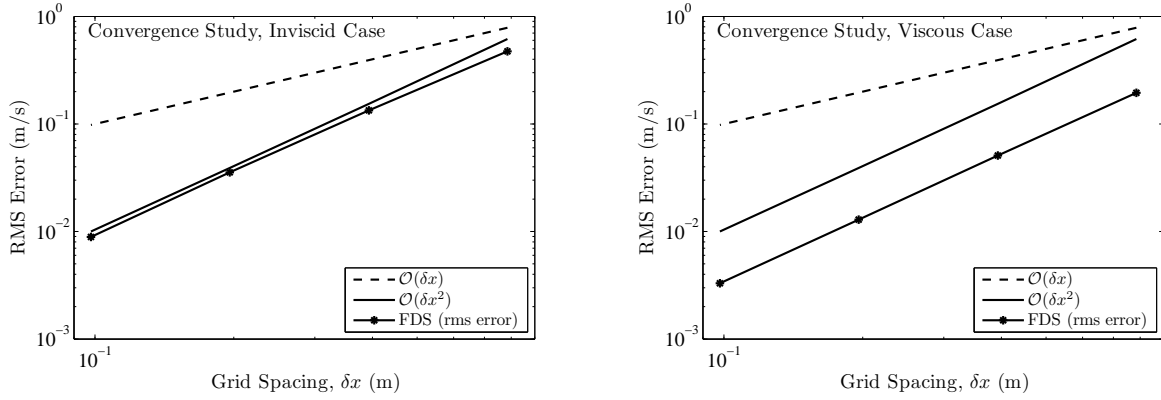 Convergence Study, Inviscid Case
10^0
10^-1
10^-2
10^-3
RMS Error (m/s)
𝒪(δx)
𝒪(δx^2)
FDS (rms error)
10^-1
Grid Spacing, δx (m)
Convergence Study, Viscous Case
10^0
10^-1
10^-2
10^-3
RMS Error (m/s)
𝒪(δx)
𝒪(δx^2)
FDS (rms error)
10^-1
Grid Spacing, δx (m)